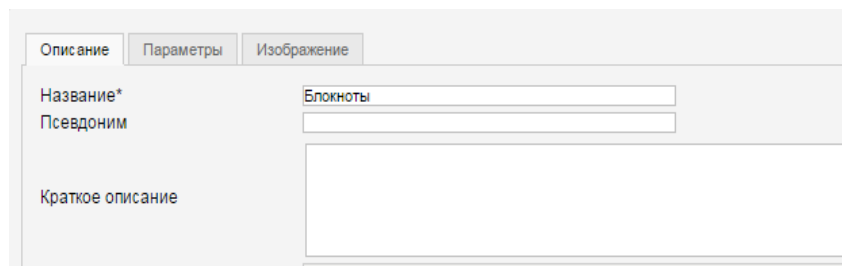 Описание Параметры Изображение
Название* Блокноты
Псевдоним
Краткое описание